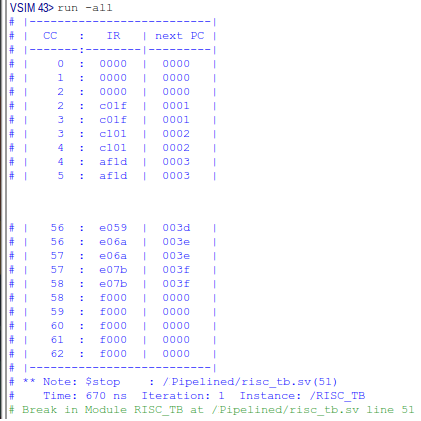 VSIM 43> run -all
# |--------------------------|
# | CC : IR | next PC |
# |-------:--------|---------|
# | 0 : 0000 | 0000 |
# | 1 : 0000 | 0000 |
# | 2 : 0000 | 0000 |
# | 2 : c01f | 0001 |
# | 3 : c01f | 0001 |
# | 3 : c101 | 0002 |
# | 4 : c101 | 0002 |
# | 4 : af1d | 0003 |
# | 5 : af1d | 0003 |
# | 56 : e059 | 003d |
# | 56 : e06a | 003e |
# | 57 : e06a | 003e |
# | 57 : e07b | 003f |
# | 58 : e07b | 003f |
# | 58 : f000 | 0000 |
# | 59 : f000 | 0000 |
# | 60 : f000 | 0000 |
# | 61 : f000 | 0000 |
# | 62 : f000 | 0000 |
# |--------------------------|
# ** Note: $stop : /Pipelined/risc_tb.sv(51)
# Time: 670 ns Iteration: 1 Instance: /RISC_TB
# Break in Module RISC_TB at /Pipelined/risc_tb.sv line 51